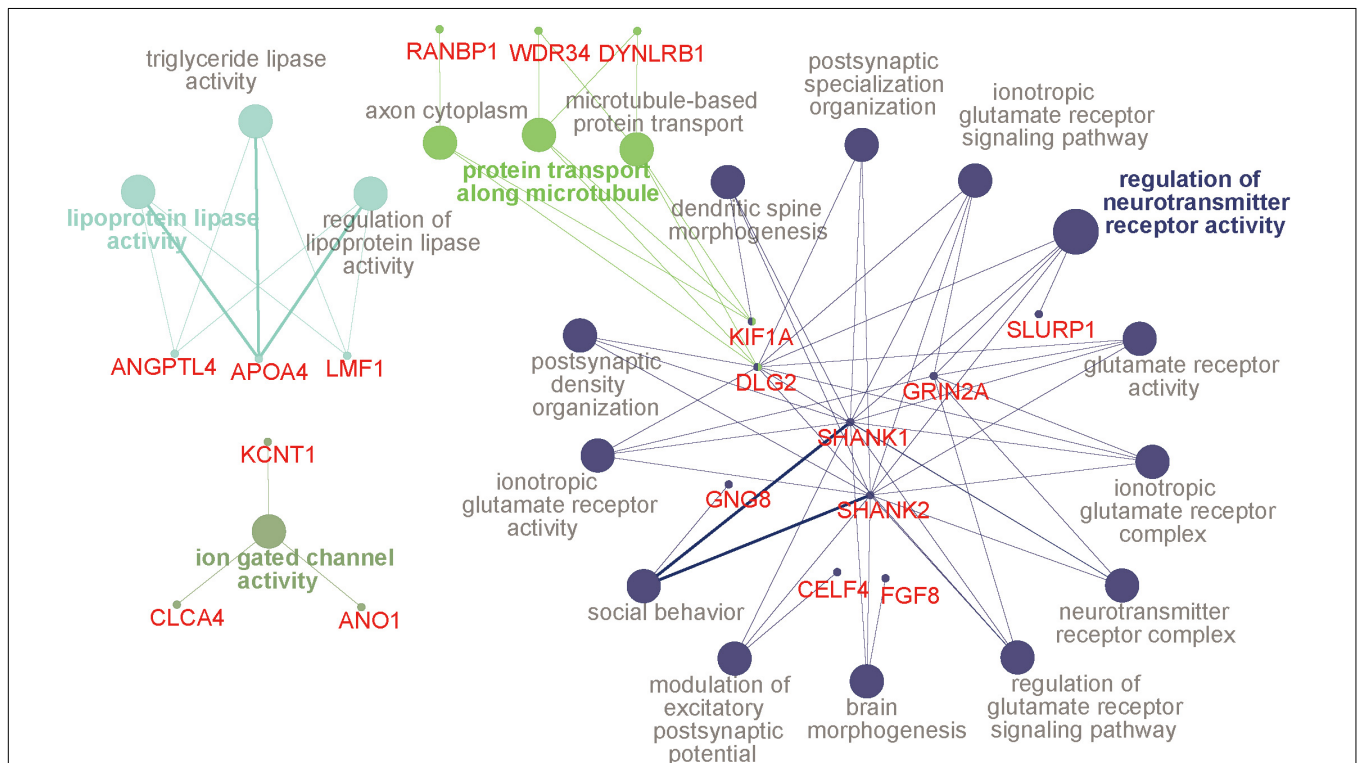 triglyceride lipase
activity
RANBP1
WDR34
DYNLRB1
axon cytoplasm
microtubule-based
protein transport
protein transport
along microtubule
lipoprotein lipase
activity
regulation of
lipoprotein lipase
activity
ANGPTL4
APOA4
LMF1
KCNT1
ion gated channel
activity
CLCA4
ANO1
postsynaptic
specialization
organization
ionotropic
glutamate receptor
signaling pathway
regulation of
neurotransmitter
receptor activity
dendritic spine
morphogenesis
KIF1A
SLURP1
postsynaptic
density
organization
DLG2
GRIN2A
glutamate receptor
activity
SHANK1
ionotropic
glutamate receptor
activity
GNG8
SHANK2
ionotropic
glutamate receptor
complex
social behavior
CELF4
FGF8
neurotransmitter
receptor complex
modulation of
excitatory
postsynaptic
potential
brain
morphogenesis
regulation of
glutamate receptor
signaling pathway